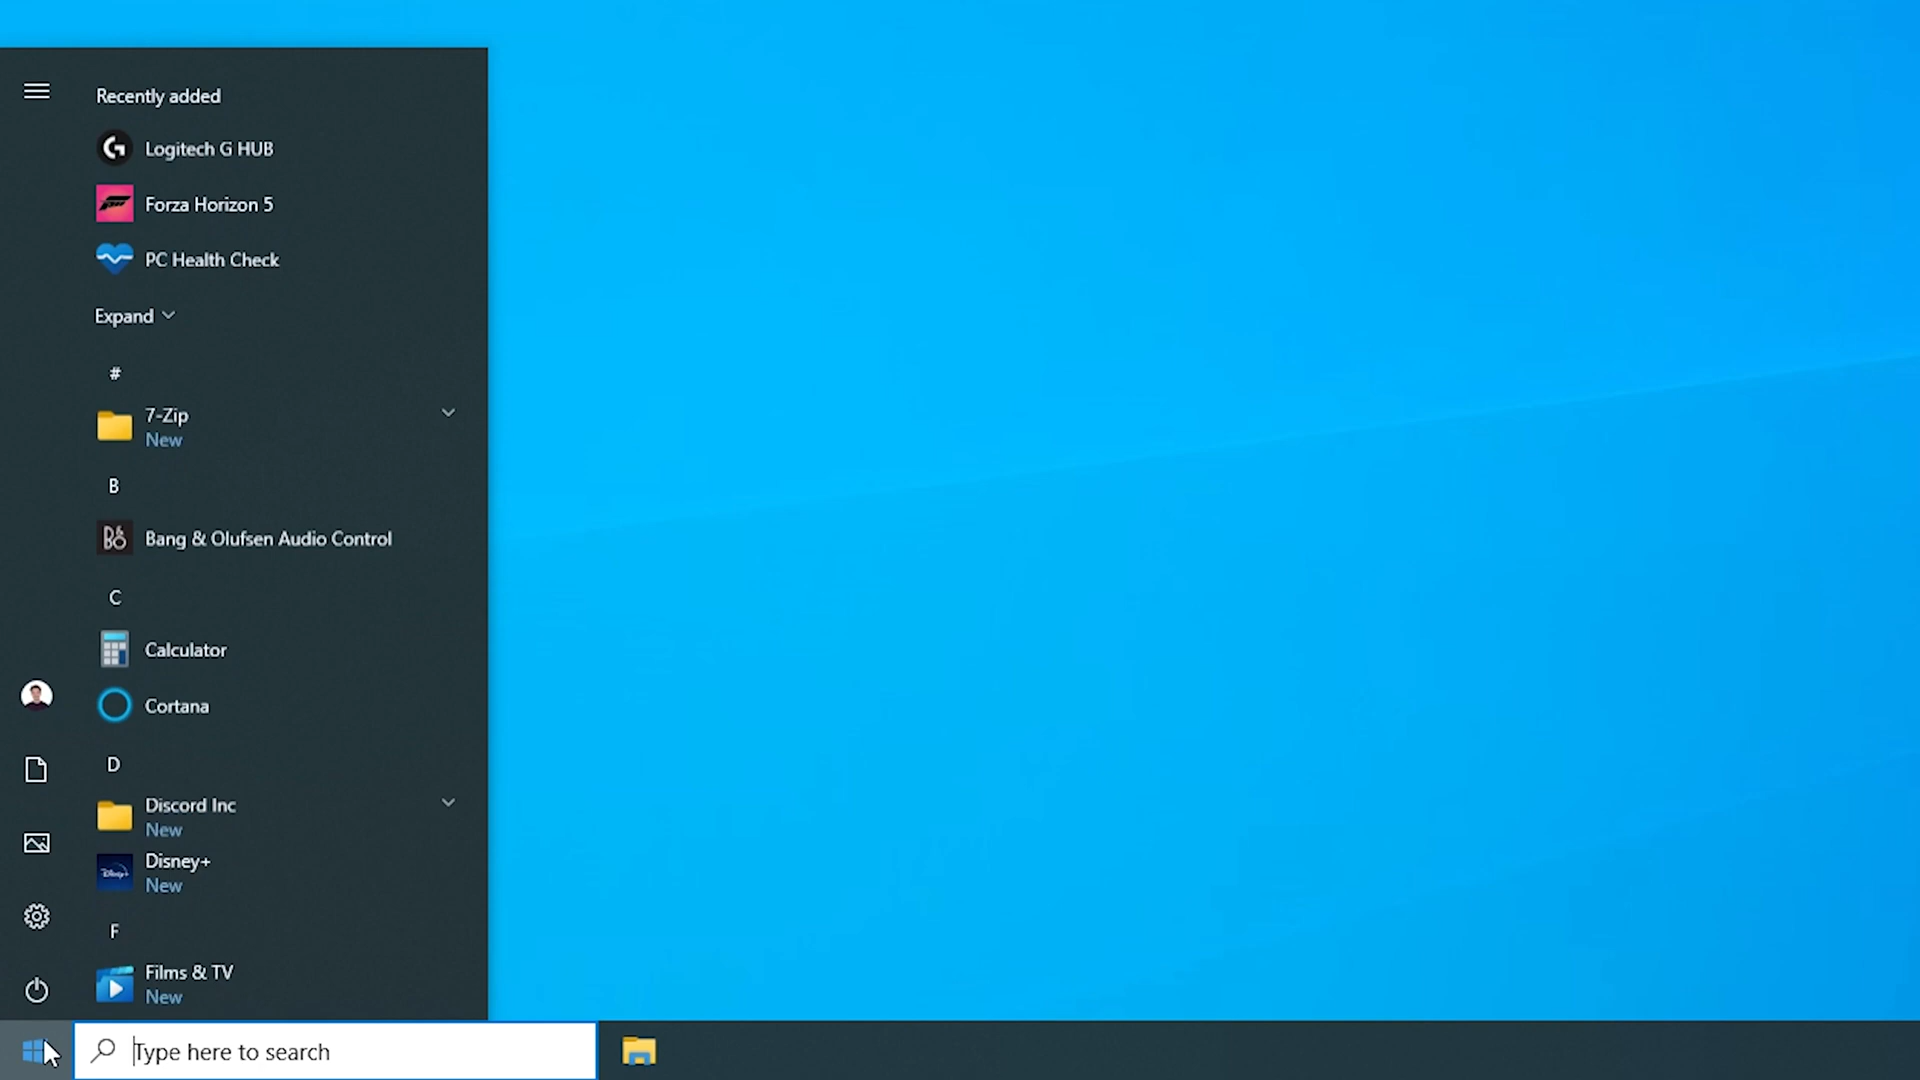 Recently added
Logitech G HUB
Forza Horizon 5
PC Health Check
Expand
#
7-Zip
New
B
Bang & Olufsen Audio Control
C
Calculator
Cortana
D
Discord Inc
New
Disney+
Disney+
New
F
Films & TV
New
Type here to search